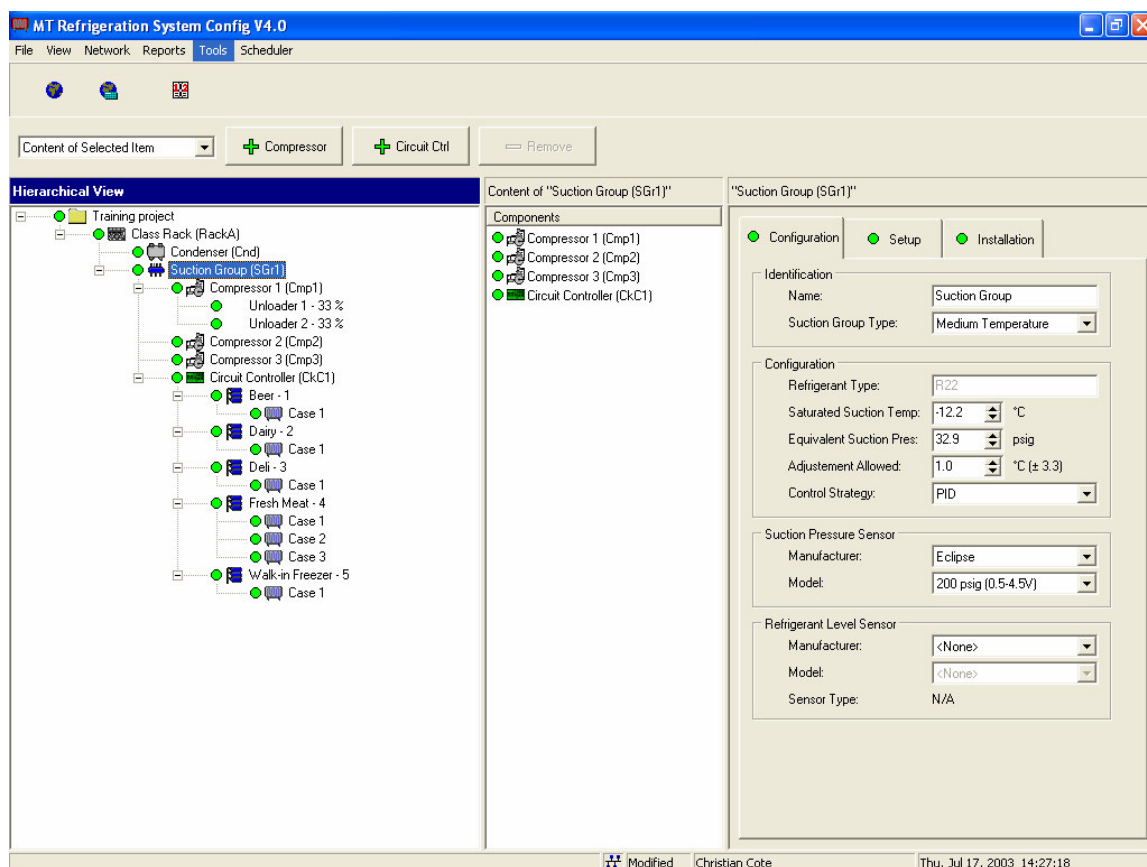 MT Refrigeration System Config V4.0
File View Network Reports Tools Scheduler
Content of Selected Item Compressor Circuit Ctrl Remove
Hierarchical View
Training project
Class Rack (RackA)
Condenser (Cnd)
Suction Group (SGr1)
Compressor 1 (Cmp1)
Unloader 1 - 33 %
Unloader 2 - 33 %
Compressor 2 (Cmp2)
Compressor 3 (Cmp3)
Circuit Controller (CkC1)
Beer - 1
Case 1
Dairy - 2
Case 1
Deli - 3
Case 1
Fresh Meat - 4
Case 1
Case 2
Case 3
Walk-in Freezer - 5
Case 1
Content of "Suction Group (SGr1)"
Components
Compressor 1 (Cmp1)
Compressor 2 (Cmp2)
Compressor 3 (Cmp3)
Circuit Controller (CkC1)
"Suction Group (SGr1)"
Configuration Setup Installation
Identification
Name: Suction Group
Suction Group Type: Medium Temperature
Configuration
Refrigerant Type: R22
Saturated Suction Temp: -12.2 °C
Equivalent Suction Pres: 32.9 psig
Adjustement Allowed: 1.0 °C (± 3.3)
Control Strategy: PID
Suction Pressure Sensor
Manufacturer: Eclipse
Model: 200 psig (0.5-4.5V)
Refrigerant Level Sensor
Manufacturer: <None>
Model: <None>
Sensor Type: N/A
Modified Christian Cote Thu, Jul 17, 2003 14:27:18